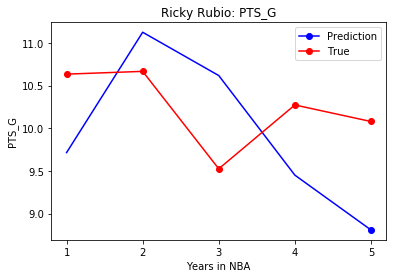 Ricky Rubio: PTS_G
Prediction
True
11.0
10.5
10.0
9.5
9.0
PTS_G
1 2 3 4 5
Years in NBA